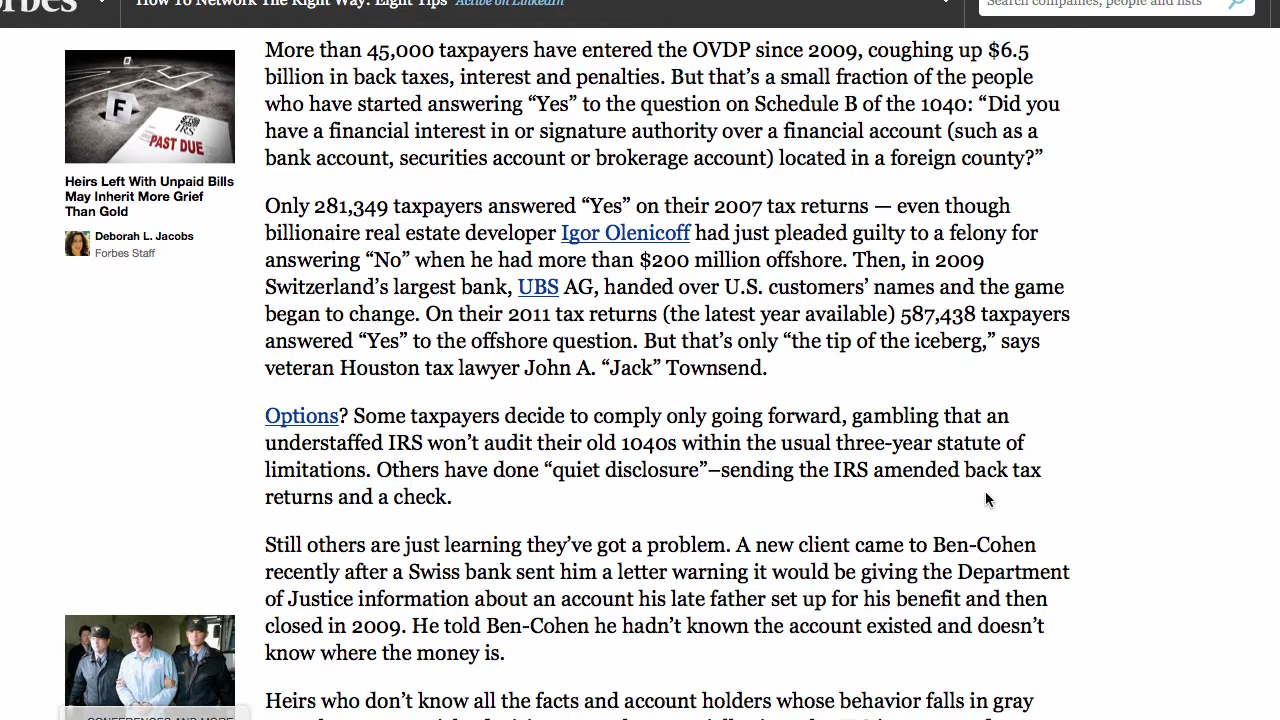 How To Network The Right Way: Eight Tips Active on LinkedIn
Search companies, people and lists
More than 45,000 taxpayers have entered the OVDP since 2009, coughing up $6.5
billion in back taxes, interest and penalties. But that’s a small fraction of the people
who have started answering “Yes” to the question on Schedule B of the 1040: “Did you
have a financial interest in or signature authority over a financial account (such as a
bank account, securities account or brokerage account) located in a foreign county?”
F
IRS
PAST DUE
Heirs Left With Unpaid Bills
May Inherit More Grief
Than Gold
Deborah L. Jacobs
Forbes Staff
Only 281,349 taxpayers answered “Yes” on their 2007 tax returns — even though
billionaire real estate developer Igor Olenicoff had just pleaded guilty to a felony for
answering “No” when he had more than $200 million offshore. Then, in 2009
Switzerland’s largest bank, UBS AG, handed over U.S. customers’ names and the game
began to change. On their 2011 tax returns (the latest year available) 587,438 taxpayers
answered “Yes” to the offshore question. But that’s only “the tip of the iceberg,” says
veteran Houston tax lawyer John A. “Jack” Townsend.
Options? Some taxpayers decide to comply only going forward, gambling that an
understaffed IRS won’t audit their old 1040s within the usual three-year statute of
limitations. Others have done “quiet disclosure”–sending the IRS amended back tax
returns and a check.
Still others are just learning they’ve got a problem. A new client came to Ben-Cohen
recently after a Swiss bank sent him a letter warning it would be giving the Department
of Justice information about an account his late father set up for his benefit and then
closed in 2009. He told Ben-Cohen he hadn’t known the account existed and doesn’t
know where the money is.
Heirs who don’t know all the facts and account holders whose behavior falls in gray
CONFERENCES AND MORE